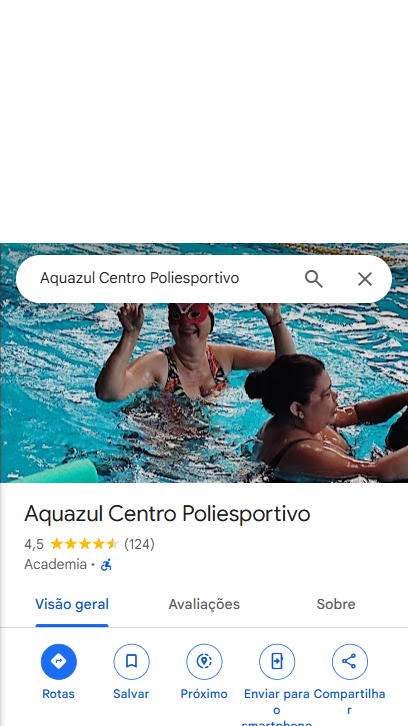 Aquazul Centro Poliesportivo
Aquazul Centro Poliesportivo
4,5 (124)
Academia ·
Visão geral Avaliações Sobre
Rotas Salvar Próximo Enviar para o smartphone Compartilhar